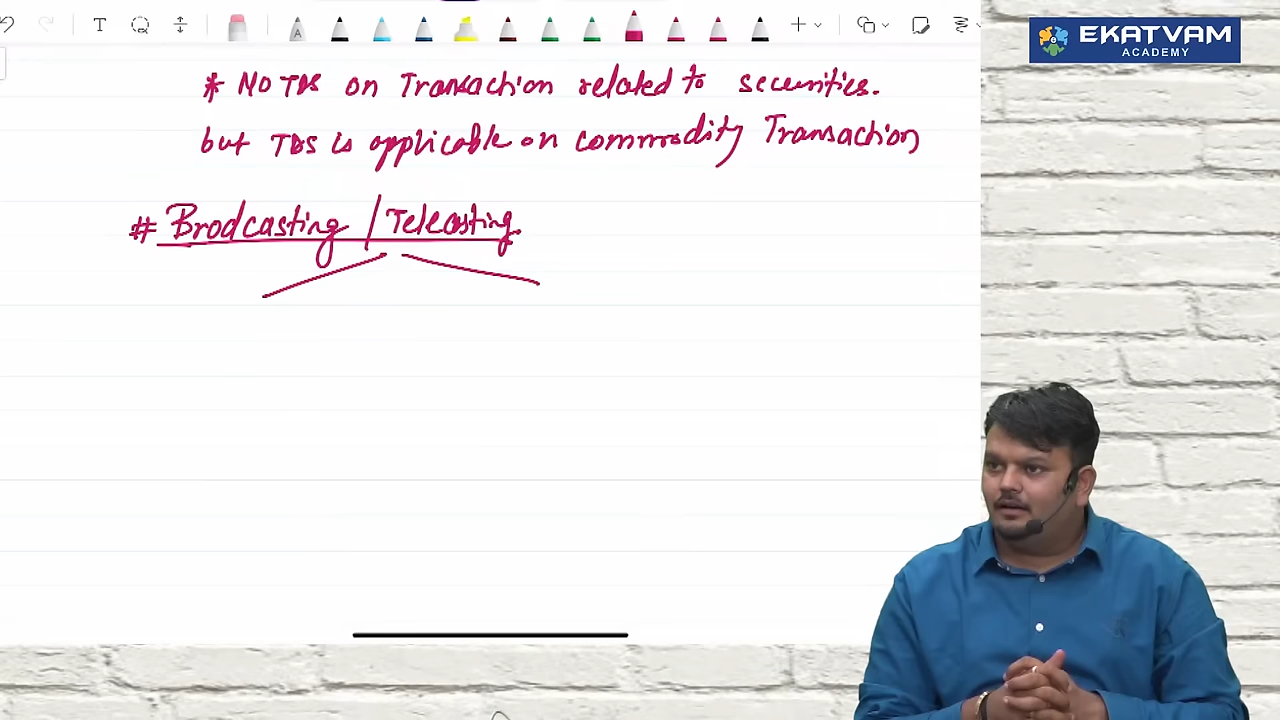 EKATVAM
ACADEMY
* NO TDS on Transaction related to securities.
but TDS is applicable on commodity Transaction
# Brodcasting / Telecasting